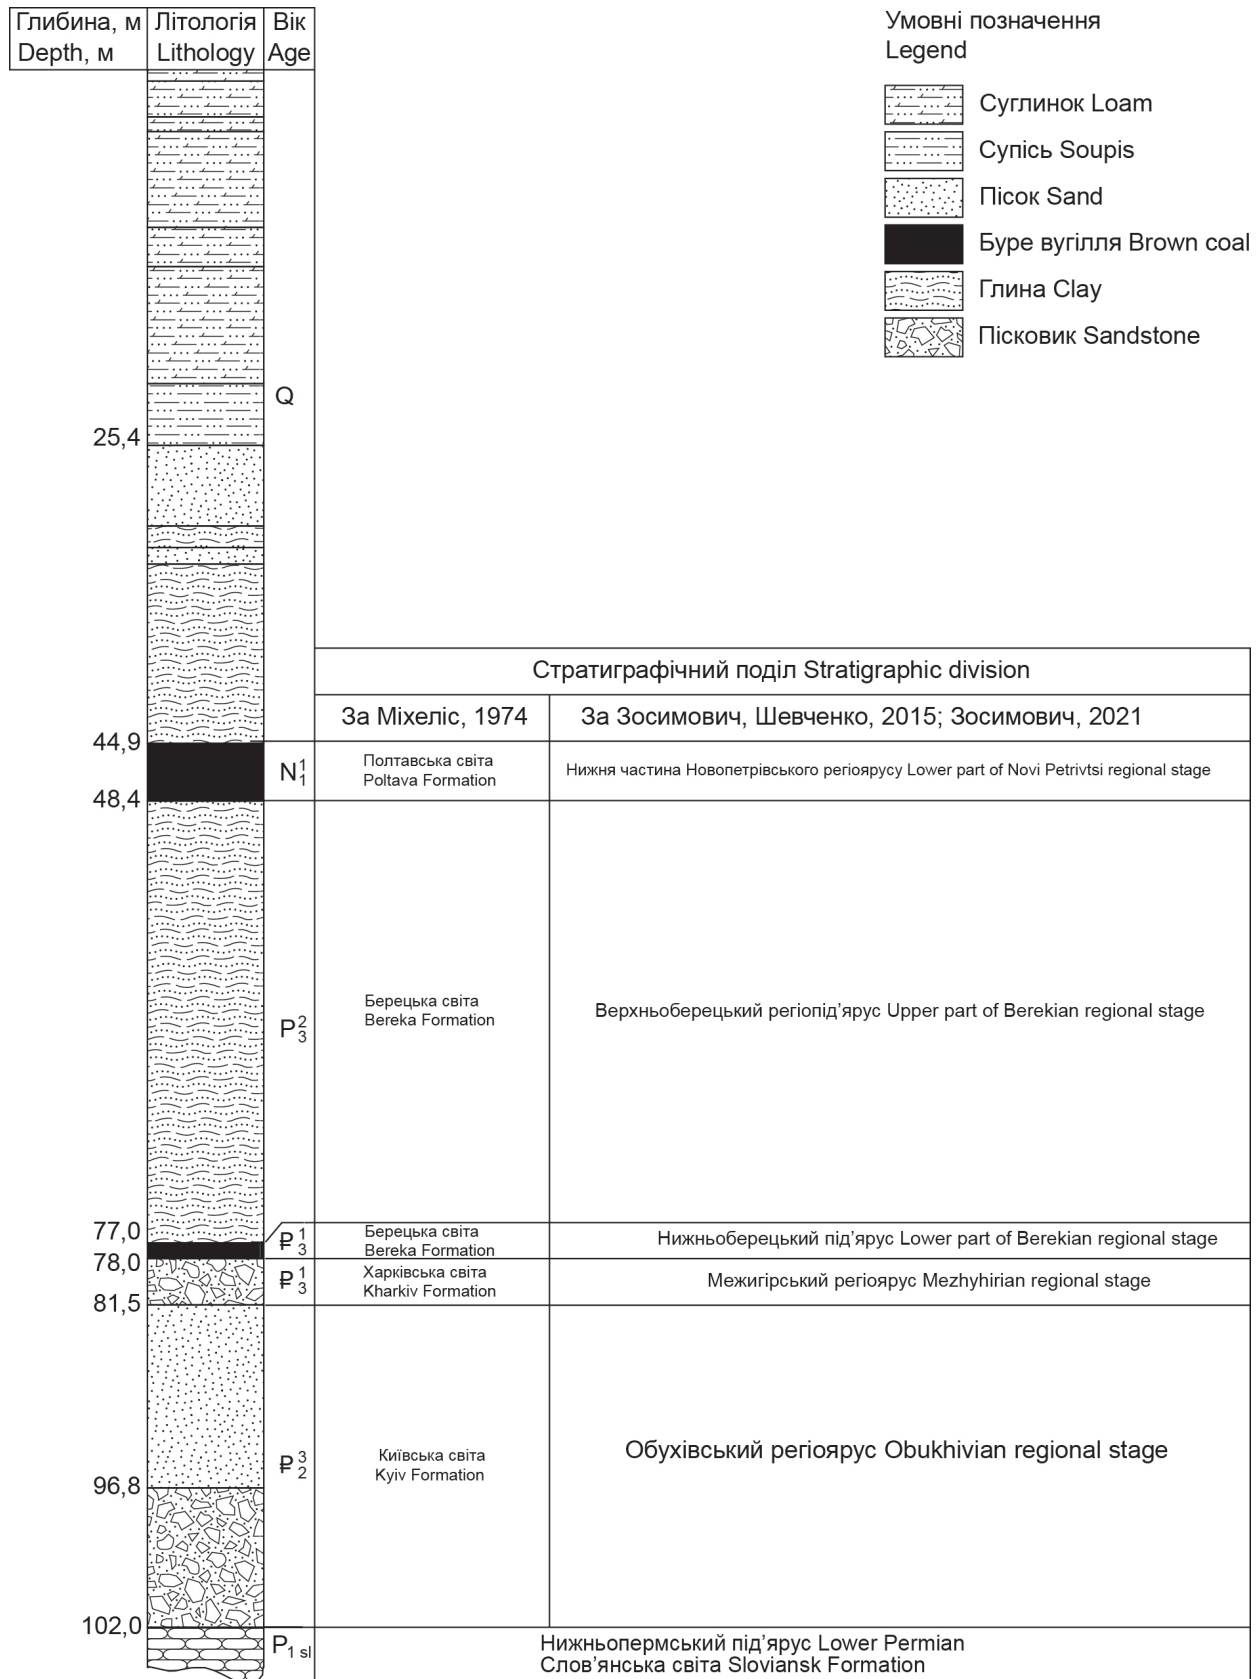 Глибина, м
Depth, м
Літологія
Lithology
Вік
Age
Умовні позначення
Legend
Суглинок Loam
Супісь Soupis
Пісок Sand
Буре вугілля Brown coal
Глина Clay
Пісковик Sandstone
Q
25,4
Стратиграфічний поділ Stratigraphic division
За Міхеліс, 1974
За Зосимович, Шевченко, 2015; Зосимович, 2021
44,9
N₁¹
Полтавська світа
Poltava Formation
Нижня частина Новопетрівського регіоярусу Lower part of Novi Petrivtsi regional stage
48,4
P₃²
Берецька світа
Bereka Formation
Верхньоберецький регіопід’ярус Upper part of Berekian regional stage
77,0
₽₃¹
Берецька світа
Bereka Formation
Нижньоберецький під’ярус Lower part of Berekian regional stage
78,0
₽₃¹
Харківська світа
Kharkiv Formation
Межигірський регіоярус Mezhyhirian regional stage
81,5
₽₂³
Київська світа
Kyiv Formation
Обухівський регіоярус Obukhivian regional stage
96,8
102,0
P₁ sl
Нижньопермський під’ярус Lower Permian
Слов’янська світа Sloviansk Formation